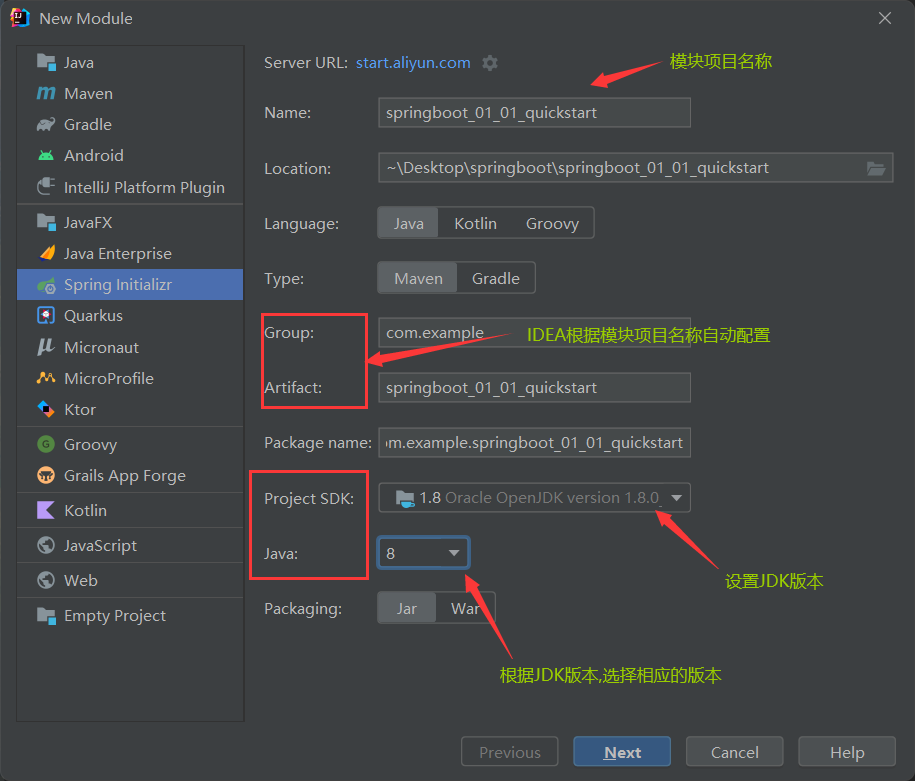 New Module
Java
Maven
Gradle
Android
IntelliJ Platform Plugin
JavaFX
Java Enterprise
Spring Initializr
Quarkus
Micronaut
MicroProfile
Ktor
Groovy
Grails App Forge
Kotlin
JavaScript
Web
Empty Project
Server URL: start.aliyun.com
模块项目名称
Name: springboot_01_01_quickstart
Location: ~\Desktop\springboot\springboot_01_01_quickstart
Language: Java Kotlin Groovy
Type: Maven Gradle
Group: com.example
IDEA根据模块项目名称自动配置
Artifact: springboot_01_01_quickstart
Package name: om.example.springboot_01_01_quickstart
Project SDK: 1.8 Oracle OpenJDK version 1.8.0_
Java: 8
设置JDK版本
Packaging: Jar War
根据JDK版本,选择相应的版本
Previous Next Cancel Help